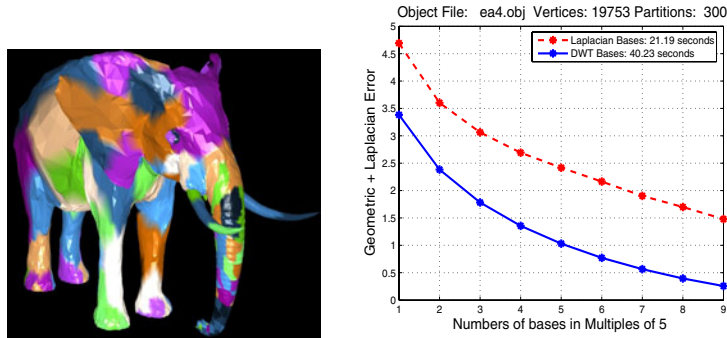 Object File: ea4.obj Vertices: 19753 Partitions: 300
Laplacian Bases: 21.19 seconds
DWT Bases: 40.23 seconds
Geometric + Laplacian Error
5
4.5
4
3.5
3
2.5
2
1.5
1
0.5
0
1 2 3 4 5 6 7 8 9
Numbers of bases in Multiples of 5